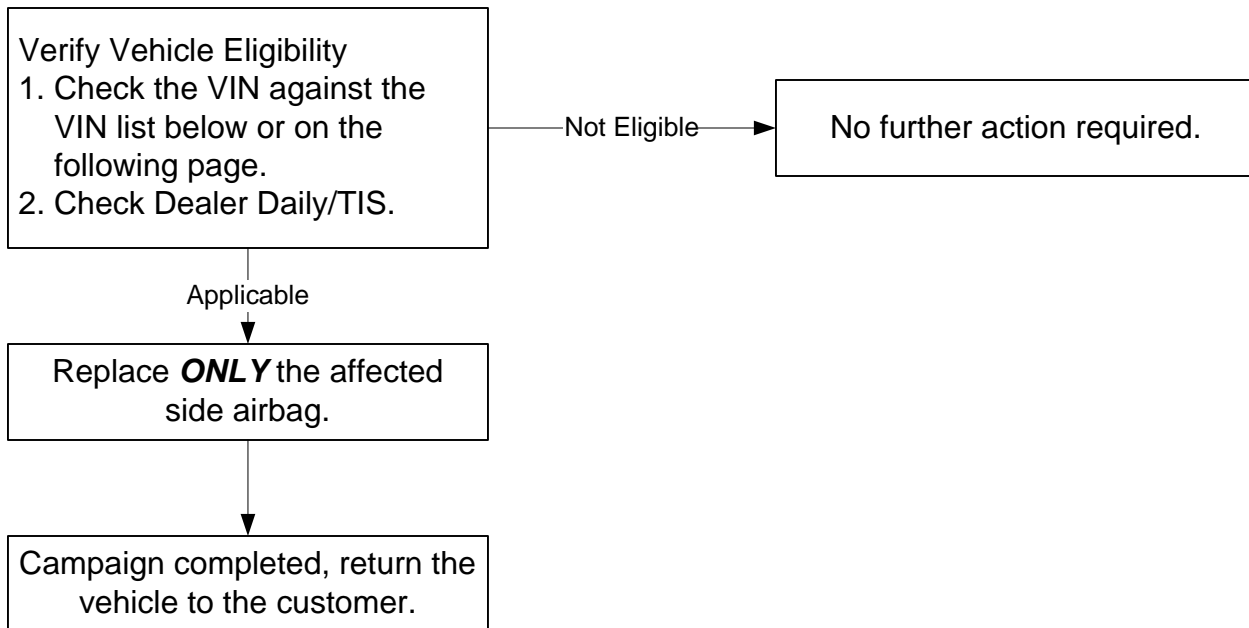 Verify Vehicle Eligibility
1. Check the VIN against the
VIN list below or on the
following page.
2. Check Dealer Daily/TIS.
Not Eligible
No further action required.
Applicable
Replace ONLY the affected
side airbag.
Campaign completed, return the
vehicle to the customer.